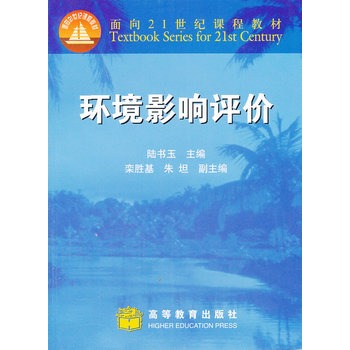 面向21世纪课程教材
Textbook Series for 21st Century
环境影响评价
陆书玉 主编
栾胜基 朱坦 副主编
高等教育出版社
HIGHER EDUCATION PRESS